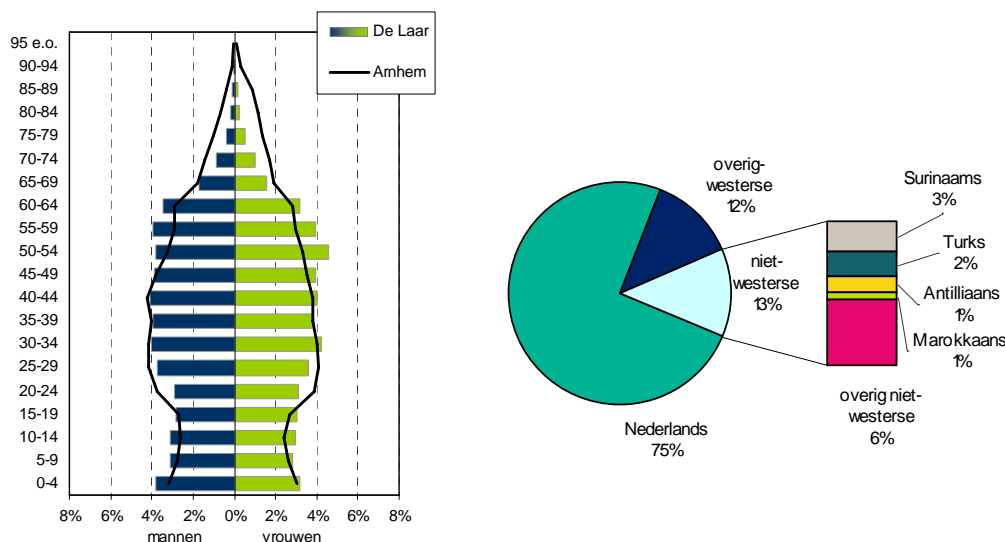 De Laar
Arnhem
95 e.o.
90-94
85-89
80-84
75-79
70-74
65-69
60-64
55-59
50-54
45-49
40-44
35-39
30-34
25-29
20-24
15-19
10-14
5-9
0-4
8% 6% 4% 2% 0% 2% 4% 6% 8%
mannen vrouwen
overig-
westerse
12%
niet-
westerse
13%
Nederlands
75%
Surinaams
3%
Turks
2%
Antilliaans
1%
Marokkaans
1%
overig niet-
westerse
6%